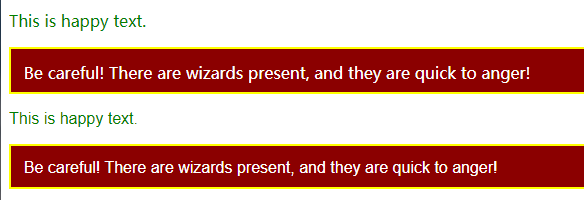 This is happy text.
Be careful! There are wizards present, and they are quick to anger!
This is happy text.
Be careful! There are wizards present, and they are quick to anger!